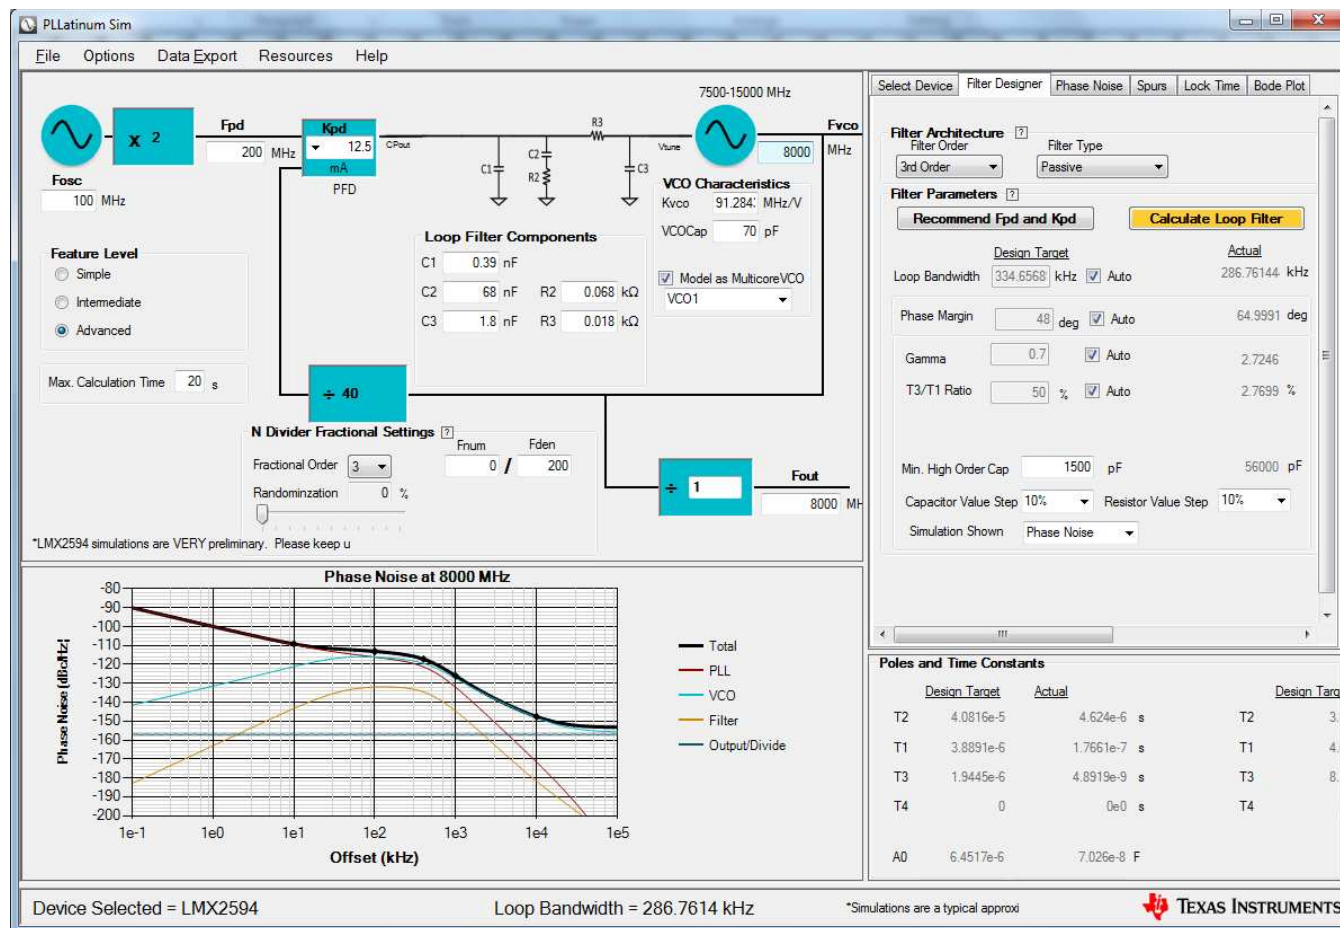 PLLatinum Sim
File Options Data Export Resources Help
7500-15000 MHz
x 2
Fpd
200 MHz
Kpd
12.5
mA
PFD
CPout
C1
C2
R2
R3
C3
Vtune
Fvco
8000 MHz
Fosc
100 MHz
VCO Characteristics
Kvco 91.284 MHz/V
VCOCap 70 pF
Model as MulticoreVCO
VCO1
Feature Level
Simple
Intermediate
Advanced
Loop Filter Components
C1 0.39 nF
C2 68 nF R2 0.068 kΩ
C3 1.8 nF R3 0.018 kΩ
Max. Calculation Time 20 s
÷ 40
N Divider Fractional Settings ?
Fnum Fden
Fractional Order 3 0 / 200
Randominzation 0 %
÷ 1
Fout
8000 MH
*LMX2594 simulations are VERY preliminary. Please keep u
Select Device Filter Designer Phase Noise Spurs Lock Time Bode Plot
Filter Architecture ?
Filter Order Filter Type
3rd Order Passive
Filter Parameters ?
Recommend Fpd and Kpd Calculate Loop Filter
Design Target Actual
Loop Bandwidth 334.6568 kHz Auto 286.76144 kHz
Phase Margin 48 deg Auto 64.9991 deg
Gamma 0.7 Auto 2.7246
T3/T1 Ratio 50 % Auto 2.7699 %
Min. High Order Cap 1500 pF 56000 pF
Capacitor Value Step 10% Resistor Value Step 10%
Simulation Shown Phase Noise
Phase Noise at 8000 MHz
Phase Noise (dBc/Hz)
-80
-90
-100
-110
-120
-130
-140
-150
-160
-170
-180
-190
-200
1e-1 1e0 1e1 1e2 1e3 1e4 1e5
Offset (kHz)
Total
PLL
VCO
Filter
Output/Divide
Poles and Time Constants
Design Target Actual Design Targ
T2 4.0816e-5 4.624e-6 s T2 3.
T1 3.8891e-6 1.7661e-7 s T1 4.
T3 1.9445e-6 4.8919e-9 s T3 8.
T4 0 0e0 s T4
A0 6.4517e-6 7.026e-8 F
Device Selected = LMX2594 Loop Bandwidth = 286.7614 kHz *Simulations are a typical approxi TEXAS INSTRUMENTS